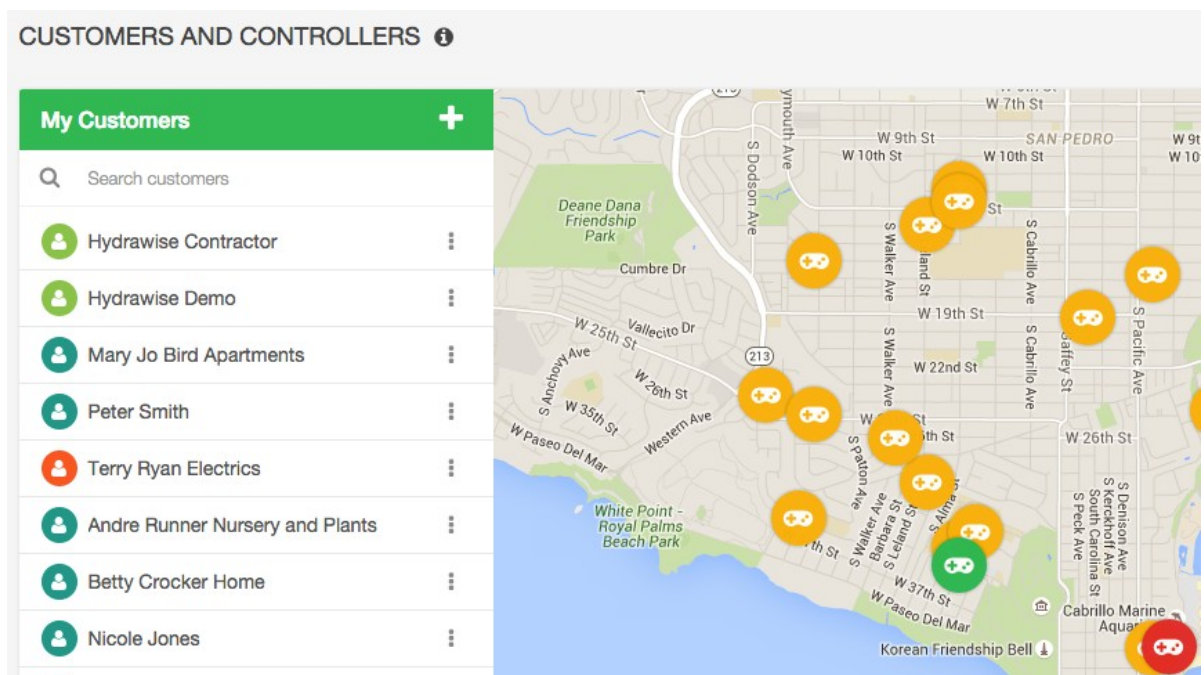 CUSTOMERS AND CONTROLLERS
My Customers
Search customers
Hydrawise Contractor
Hydrawise Demo
Mary Jo Bird Apartments
Peter Smith
Terry Ryan Electrics
Andre Runner Nursery and Plants
Betty Crocker Home
Nicole Jones
W 7th St
W 9th St
SAN PEDRO
W 10th St
W 10th St
S Dodson Ave
Deane Dana
Friendship
Park
St
Cumbre Dr
S Walker Ave
S Cabrillo Ave
W 19th St
W 25th St
Vallecito Dr
213
S Walker Ave
S Cabrillo Ave
S Pacific Ave
W 22nd St
S Anchovy Ave
W 26th St
W 35th St
Western Ave
W Paseo Del Mar
W 26th St
S Patton Ave
White Point -
Royal Palms
Beach Park
S Walker Ave
Barbara St
S Leland St
S Alma St
S Denison Ave
S Kerckhoff Ave
South Carolina St
S Peck Ave
W 37th St
W Paseo Del Mar
Cabrillo Marine
Korean Friendship Bell